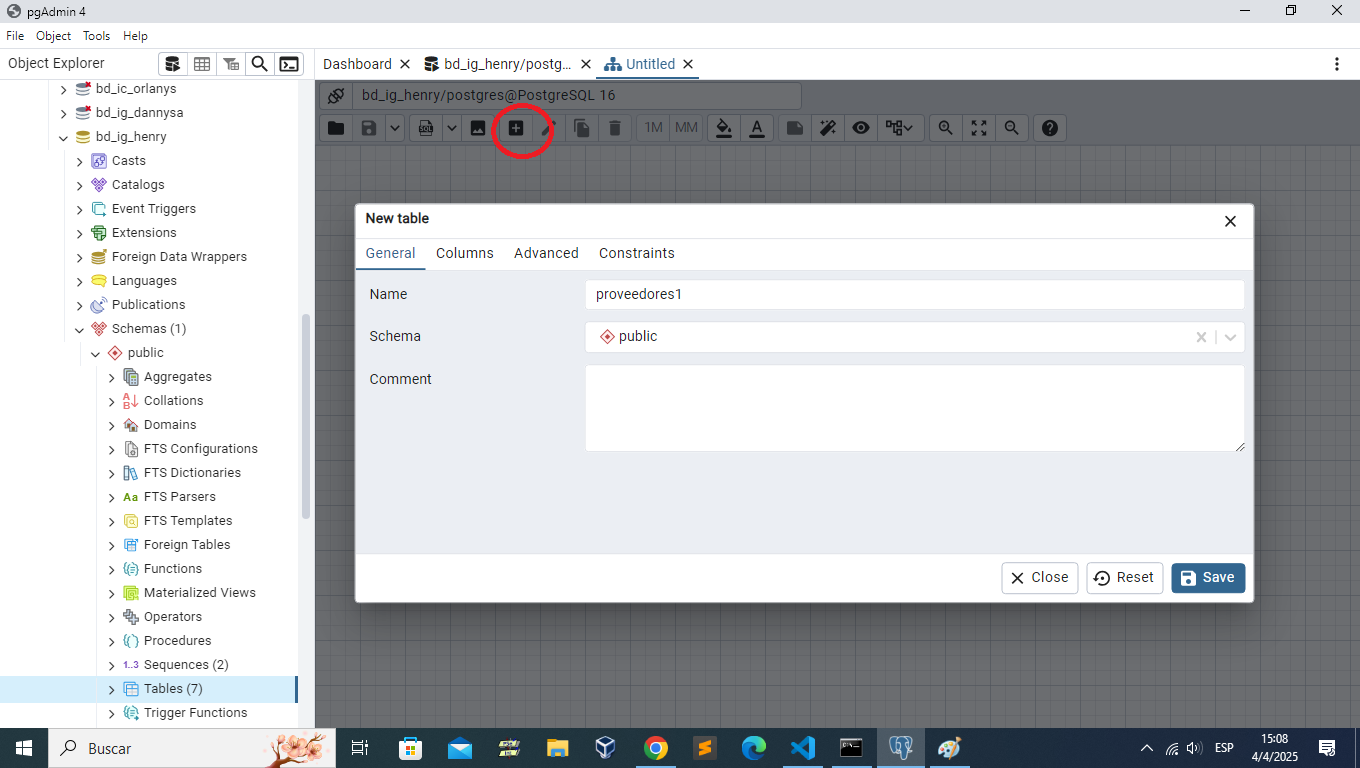 pgAdmin 4
File Object Tools Help
Object Explorer
Dashboard
bd_ig_henry/postg...
Untitled
bd_ic_orlanys
bd_ig_dannysa
bd_ig_henry
Casts
Catalogs
Event Triggers
Extensions
Foreign Data Wrappers
Languages
Publications
Schemas (1)
public
Aggregates
Collations
Domains
FTS Configurations
FTS Dictionaries
Aa FTS Parsers
FTS Templates
Foreign Tables
Functions
Materialized Views
Operators
Procedures
1..3 Sequences (2)
Tables (7)
Trigger Functions
bd_ig_henry/postgres@PostgreSQL 16
SQL 1M MM A
New table
General Columns Advanced Constraints
Name proveedores1
Schema public
Comment
Close Reset Save
Buscar
ESP
15:08
4/4/2025